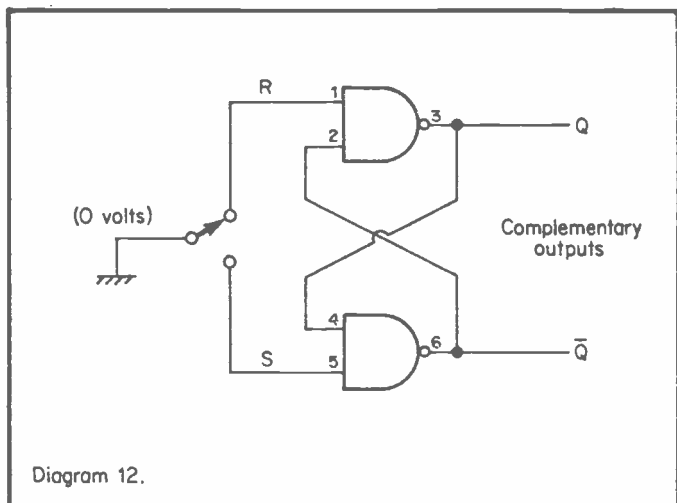 R
1
2
3
Q
(0 volts)
Complementary
outputs
4
5
6
Q̅
S
Diagram 12.